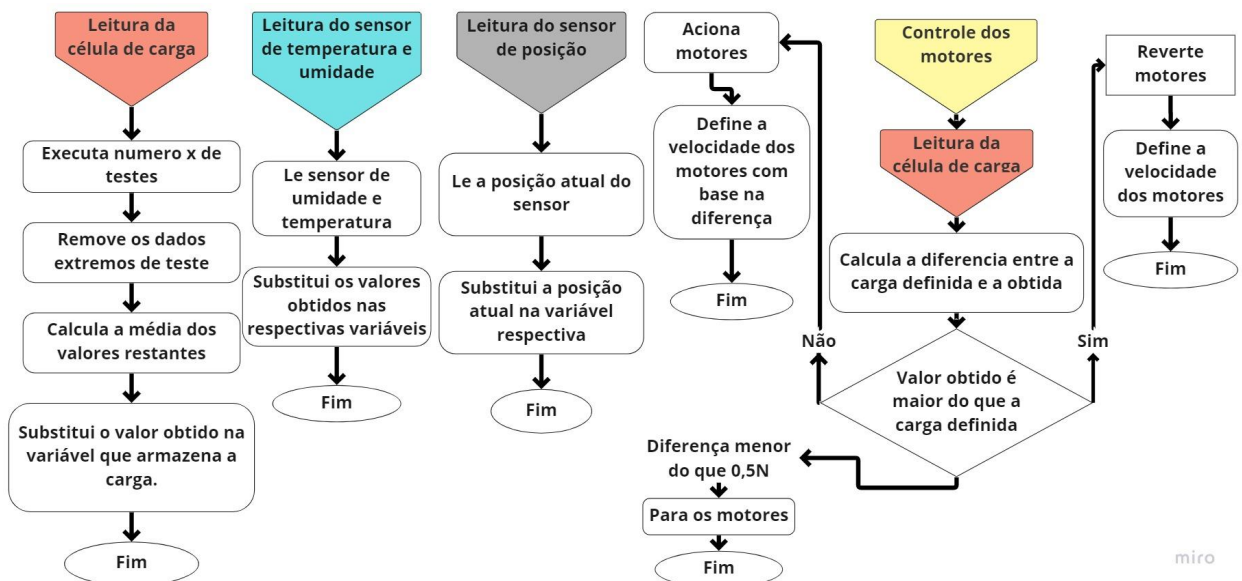 Leitura da
célula de carga
Executa numero x de
testes
Remove os dados
extremos de teste
Calcula a média dos
valores restantes
Substitui o valor obtido na
variável que armazena a
carga.
Fim
Leitura do sensor
de temperatura e
umidade
Le sensor de
umidade e
temperatura
Substitui os valores
obtidos nas
respectivas variáveis
Fim
Leitura do sensor
de posição
Le a posição atual do
sensor
Substitui a posição
atual na variável
respectiva
Fim
Controle dos
motores
Leitura da
célula de carga
Calcula a diferencia entre a
carga definida e a obtida
Valor obtido é
maior do que a
carga definida
Não
Aciona
motores
Define a
velocidade dos
motores com
base na
diferença
Fim
Sim
Reverte
motores
Define a
velocidade
dos motores
Fim
Diferença menor
do que 0,5N
Para os motores
Fim
miro